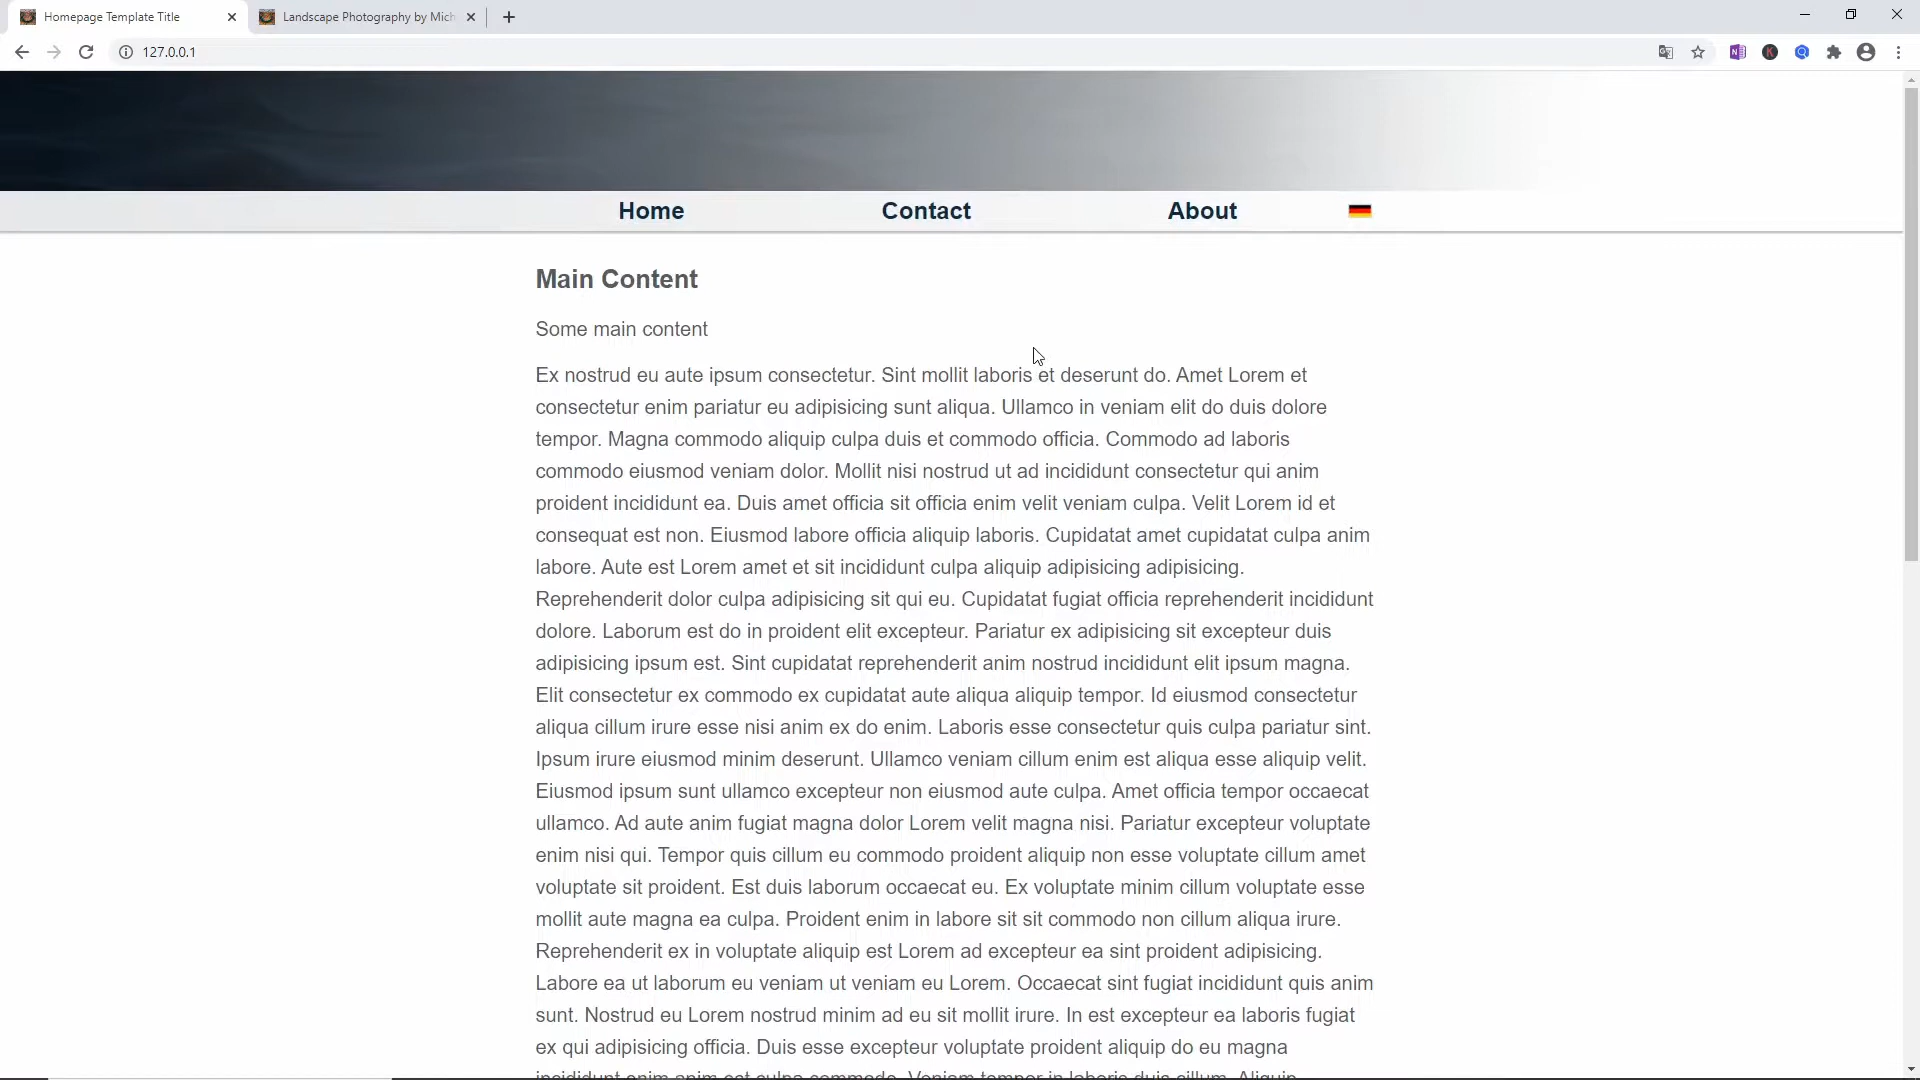 Homepage Template Title
Landscape Photography by Mich
127.0.0.1
Home Contact About
Main Content
Some main content
Ex nostrud eu aute ipsum consectetur. Sint mollit laboris et deserunt do. Amet Lorem et
consectetur enim pariatur eu adipisicing sunt aliqua. Ullamco in veniam elit do duis dolore
tempor. Magna commodo aliquip culpa duis et commodo officia. Commodo ad laboris
commodo eiusmod veniam dolor. Mollit nisi nostrud ut ad incididunt consectetur qui anim
proident incididunt ea. Duis amet officia sit officia enim velit veniam culpa. Velit Lorem id et
consequat est non. Eiusmod labore officia aliquip laboris. Cupidatat amet cupidatat culpa anim
labore. Aute est Lorem amet et sit incididunt culpa aliquip adipisicing adipisicing.
Reprehenderit dolor culpa adipisicing sit qui eu. Cupidatat fugiat officia reprehenderit incididunt
dolore. Laborum est do in proident elit excepteur. Pariatur ex adipisicing sit excepteur duis
adipisicing ipsum est. Sint cupidatat reprehenderit anim nostrud incididunt elit ipsum magna.
Elit consectetur ex commodo ex cupidatat aute aliqua aliquip tempor. Id eiusmod consectetur
aliqua cillum irure esse nisi anim ex do enim. Laboris esse consectetur quis culpa pariatur sint.
Ipsum irure eiusmod minim deserunt. Ullamco veniam cillum enim est aliqua esse aliquip velit.
Eiusmod ipsum sunt ullamco excepteur non eiusmod aute culpa. Amet officia tempor occaecat
ullamco. Ad aute anim fugiat magna dolor Lorem velit magna nisi. Pariatur excepteur voluptate
enim nisi qui. Tempor quis cillum eu commodo proident aliquip non esse voluptate cillum amet
voluptate sit proident. Est duis laborum occaecat eu. Ex voluptate minim cillum voluptate esse
mollit aute magna ea culpa. Proident enim in labore sit sit commodo non cillum aliqua irure.
Reprehenderit ex in voluptate aliquip est Lorem ad excepteur ea sint proident adipisicing.
Labore ea ut laborum eu veniam ut veniam eu Lorem. Occaecat sint fugiat incididunt quis anim
sunt. Nostrud eu Lorem nostrud minim ad eu sit mollit irure. In est excepteur ea laboris fugiat
ex qui adipisicing officia. Duis esse excepteur voluptate proident aliquip do eu magna